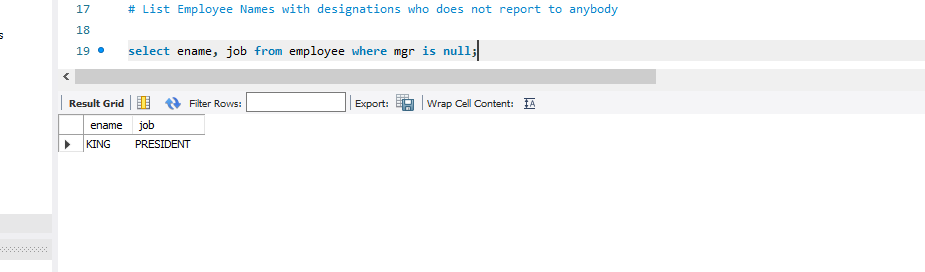 17 # List Employee Names with designations who does not report to anybody
18
19 select ename, job from employee where mgr is null;
Result Grid Filter Rows: Export: Wrap Cell Content:
ename job
KING PRESIDENT